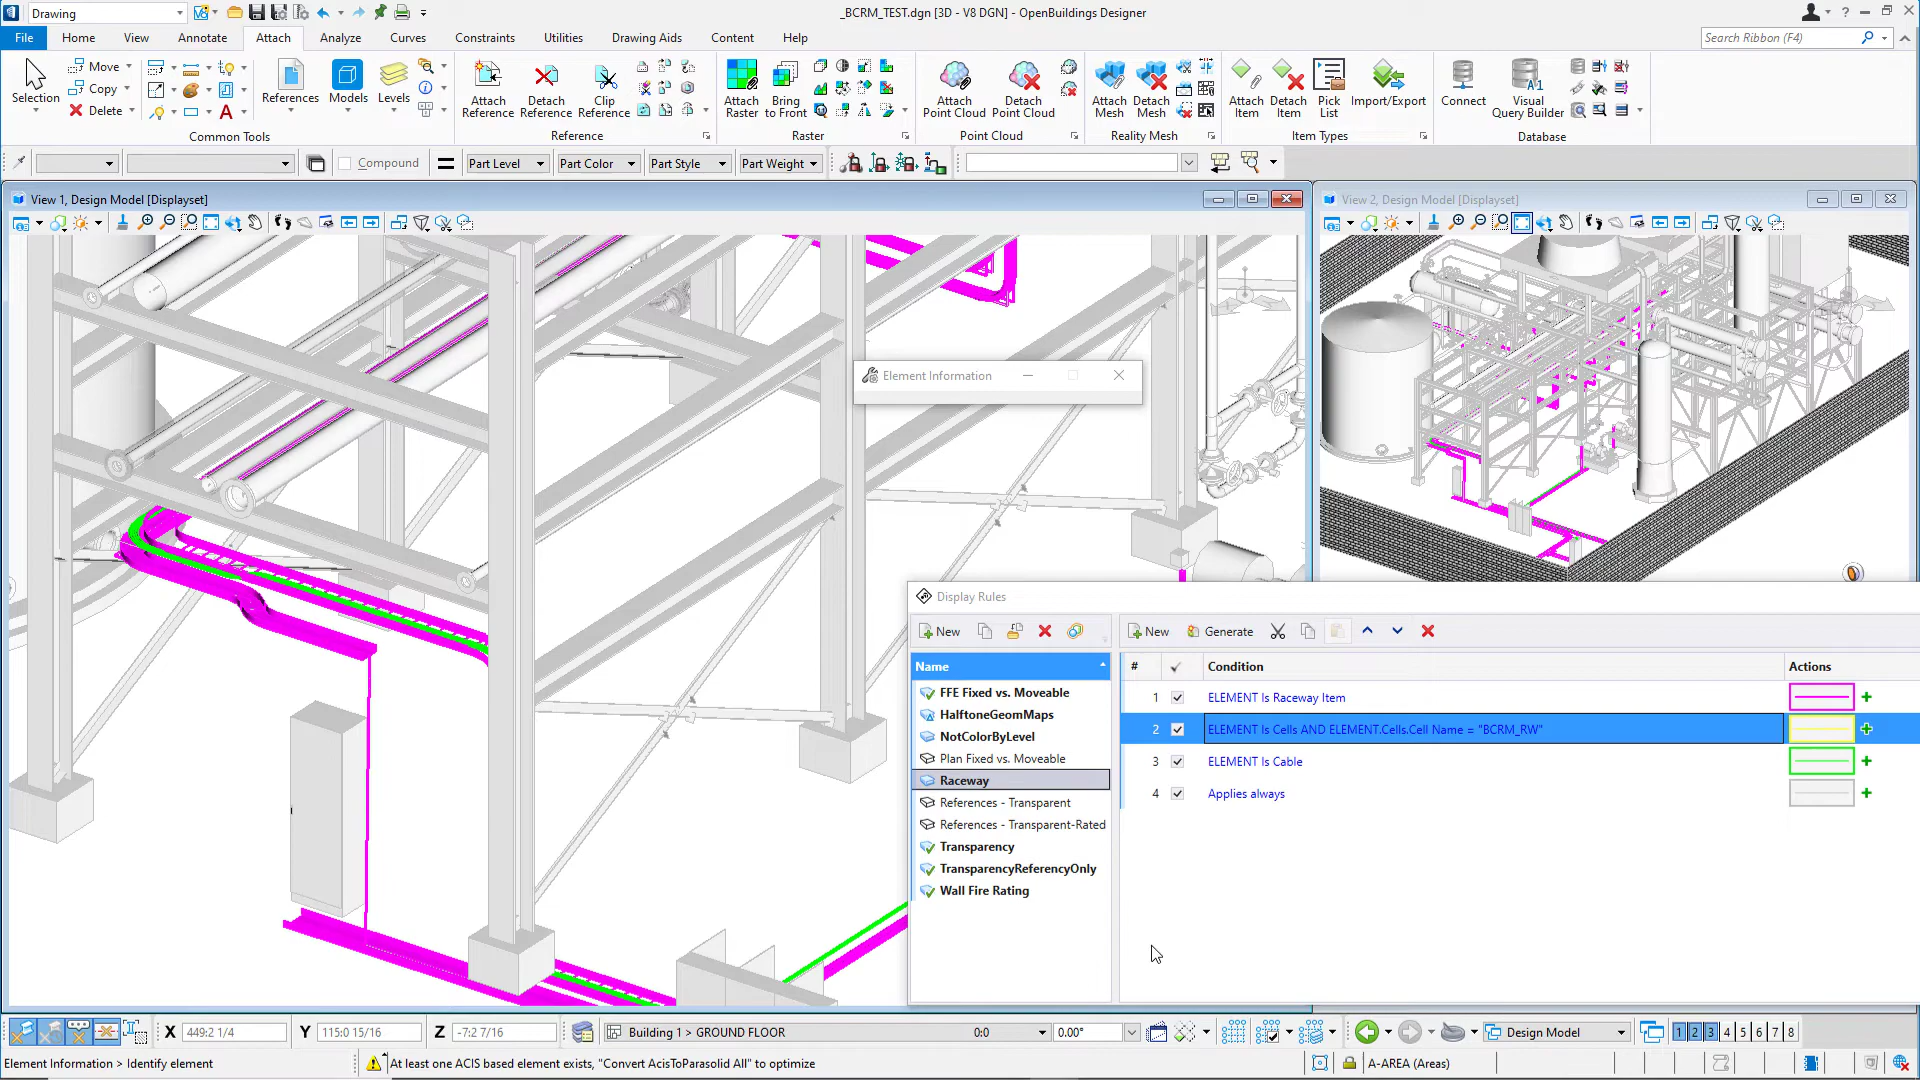 Drawing
_BCRM_TEST.dgn [3D - V8 DGN] - OpenBuildings Designer
File Home View Annotate Attach Analyze Curves Constraints Utilities Drawing Aids Content Help
Search Ribbon (F4)
Selection
Move
Copy
Delete
References
Models
Levels
Common Tools
Attach Reference
Detach Reference
Clip Reference
Reference
Attach Raster
Bring to Front
Raster
Attach Point Cloud
Detach Point Cloud
Point Cloud
Attach Mesh
Detach Mesh
Reality Mesh
Attach Item
Detach Item
Pick List
Import/Export
Item Types
Connect
Visual Query Builder
Database
Compound
Part Level
Part Color
Part Style
Part Weight
View 1, Design Model [Displayset]
View 2, Design Model [Displayset]
Element Information
Display Rules
New
New
Generate
Name
# Condition Actions
FFE Fixed vs. Moveable
HalftoneGeomMaps
NotColorByLevel
Plan Fixed vs. Moveable
Raceway
References - Transparent
References - Transparent-Rated
Transparency
TransparencyReferencyOnly
Wall Fire Rating
1 ELEMENT Is Raceway Item
2 ELEMENT Is Cells AND ELEMENT.Cells.Cell Name = "BCRM_RW"
3 ELEMENT Is Cable
4 Applies always
X 449:2 1/4 Y 115:0 15/16 Z -7:2 7/16
Building 1 > GROUND FLOOR 0:0 0.00°
Design Model
1 2 3 4 5 6 7 8
Element Information > Identify element
At least one ACIS based element exists, "Convert AcisToParasolid All" to optimize
A-AREA (Areas)